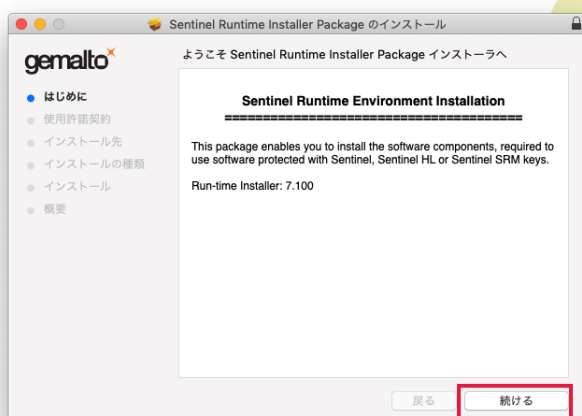 Sentinel Runtime Installer Package のインストール
gemalto
ようこそ Sentinel Runtime Installer Package インストーラへ
はじめに
使用許諾契約
インストール先
インストールの種類
インストール
概要
Sentinel Runtime Environment Installation
=======================================
This package enables you to install the software components, required to
use software protected with Sentinel, Sentinel HL or Sentinel SRM keys.
Run-time Installer: 7.100
戻る
続ける